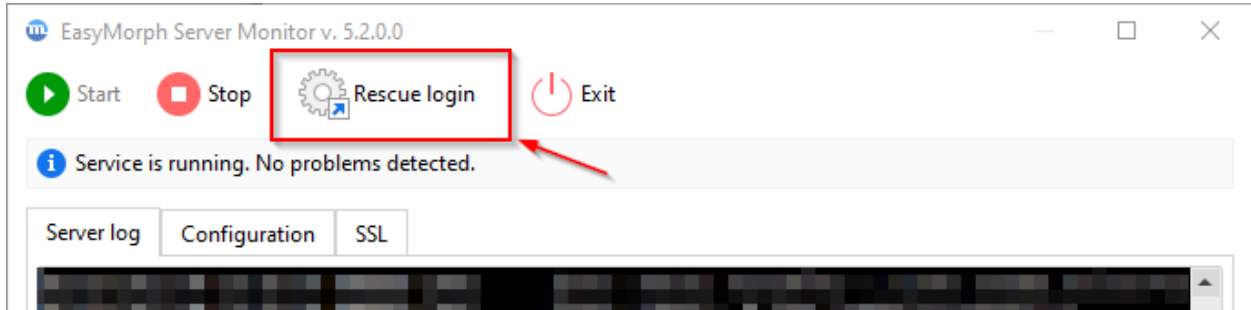 EasyMorph Server Monitor v. 5.2.0.0
Start Stop Rescue login Exit
Service is running. No problems detected.
Server log Configuration SSL